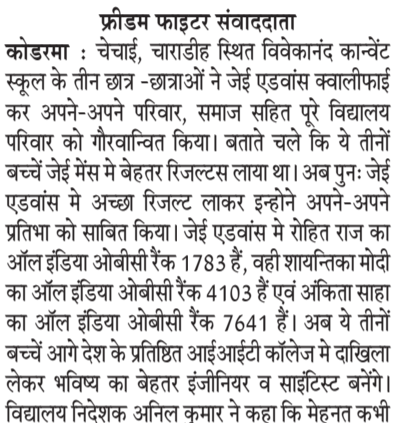 फ्रीडम फाइटर संवाददाता
कोडरमा : चेचाई, चाराडीह स्थित विवेकानंद कान्वेंट
स्कूल के तीन छात्र -छात्राओं ने जेई एडवांस क्वालीफाई
कर अपने-अपने परिवार, समाज सहित पूरे विद्यालय
परिवार को गौरवान्वित किया। बताते चले कि ये तीनों
बच्चें जेई मेंस मे बेहतर रिजल्टस लाया था। अब पुनः जेई
एडवांस मे अच्छा रिजल्ट लाकर इन्होने अपने-अपने
प्रतिभा को साबित किया। जेई एडवांस मे रोहित राज का
ऑल इंडिया ओबीसी रैंक 1783 हैं, वही शायन्तिका मोदी
का ऑल इंडिया ओबीसी रैंक 4103 हैं एवं अंकिता साहा
का ऑल इंडिया ओबीसी रैंक 7641 हैं। अब ये तीनों
बच्चें आगे देश के प्रतिष्ठित आईआईटी कॉलेज मे दाखिला
लेकर भविष्य का बेहतर इंजीनियर व साइंटिस्ट बनेंगे।
विद्यालय निदेशक अनिल कुमार ने कहा कि मेहनत कभी